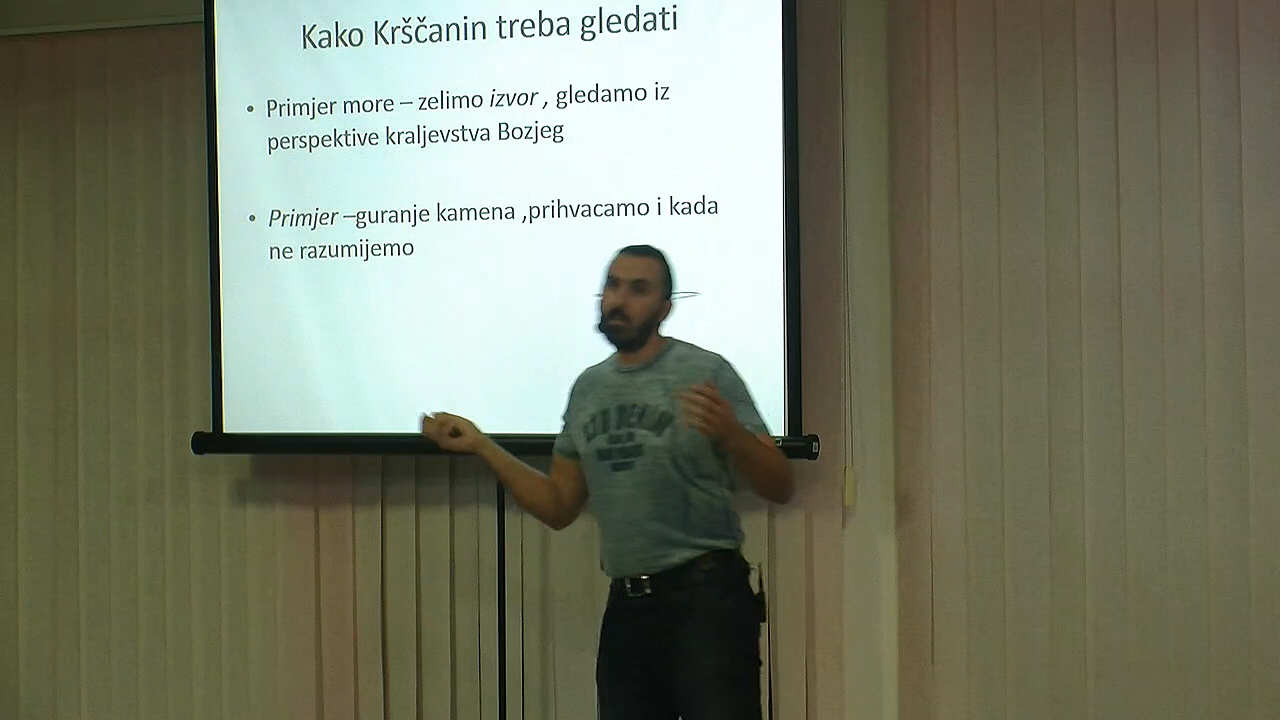 Kako Krščanin treba gledati
• Primjer more – zelimo izvor , gledamo iz
perspektive kraljevstva Bozjeg
• Primjer –guranje kamena ,prihvacamo i kada
ne razumijemo